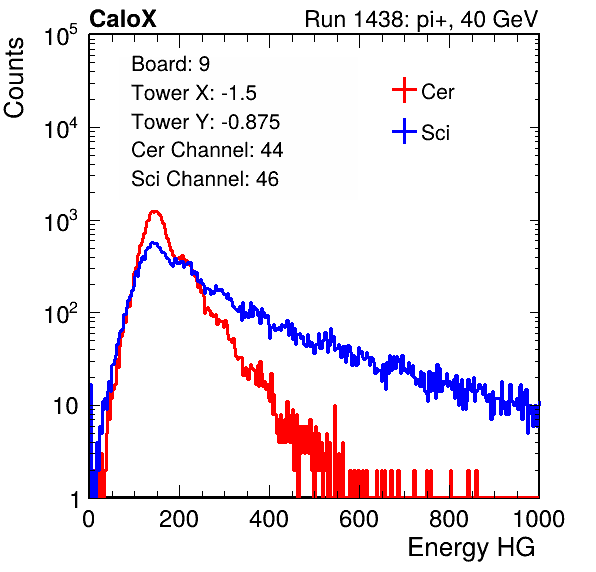 CaloX Run 1438: pi+, 40 GeV
Counts
Board: 9
Tower X: -1.5
Tower Y: -0.875
Cer Channel: 44
Sci Channel: 46
Cer
Sci
10^5
10^4
10^3
10^2
10
1
0 200 400 600 800 1000
Energy HG